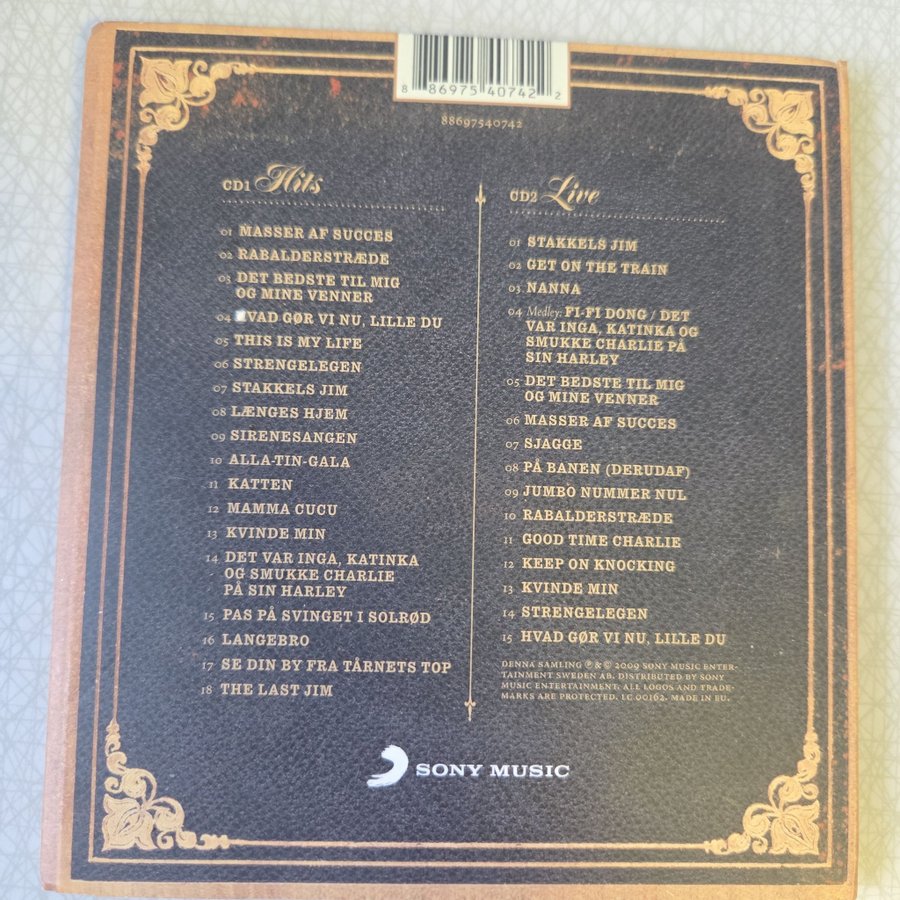 8 86975 40742 2
88697540742
CD1 Hits
01 MASSER AF SUCCES
02 RABALDERSTRÆDE
03 DET BEDSTE TIL MIG
OG MINE VENNER
04 HVAD GØR VI NU, LILLE DU
05 THIS IS MY LIFE
06 STRENGELEGEN
07 STAKKELS JIM
08 LÆNGES HJEM
09 SIRENESANGEN
10 ALLA-TIN-GALA
11 KATTEN
12 MAMMA CUCU
13 KVINDE MIN
14 DET VAR INGA, KATINKA
OG SMUKKE CHARLIE
PÅ SIN HARLEY
15 PAS PÅ SVINGET I SOLRØD
16 LANGEBRO
17 SE DIN BY FRA TÅRNETS TOP
18 THE LAST JIM
CD2 Live
01 STAKKELS JIM
02 GET ON THE TRAIN
03 NANNA
04 Medley: FI-FI DONG / DET
VAR INGA, KATINKA OG
SMUKKE CHARLIE PÅ
SIN HARLEY
05 DET BEDSTE TIL MIG
OG MINE VENNER
06 MASSER AF SUCCES
07 SJAGGE
08 PÅ BANEN (DERUDAF)
09 JUMBO NUMMER NUL
10 RABALDERSTRÆDE
11 GOOD TIME CHARLIE
12 KEEP ON KNOCKING
13 KVINDE MIN
14 STRENGELEGEN
15 HVAD GØR VI NU, LILLE DU
DENNA SAMLING ℗ & © 2009 SONY MUSIC ENTER-
TAINMENT SWEDEN AB. DISTRIBUTED BY SONY
MUSIC ENTERTAINMENT. ALL LOGOS AND TRADE-
MARKS ARE PROTECTED. LC 00162. MADE IN EU.
SONY MUSIC